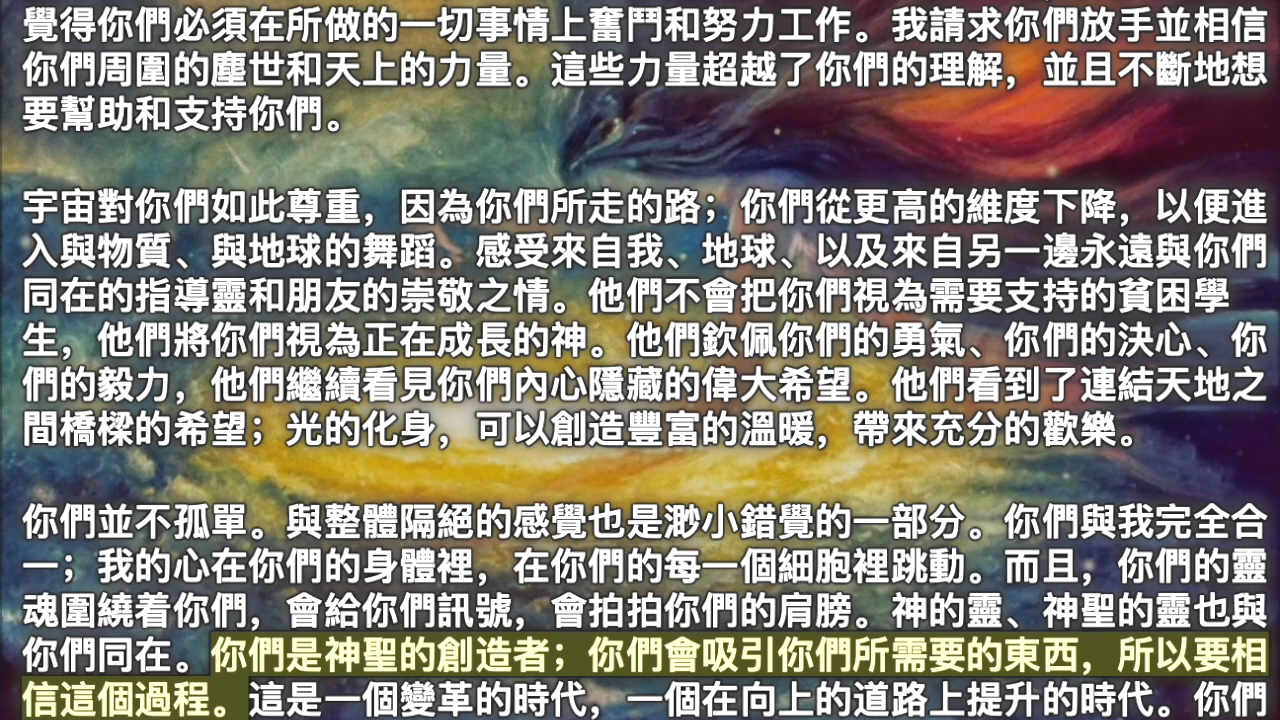 覺得你們必須在所做的一切事情上奮鬥和努力工作。我請求你們放手並相信
你們周圍的塵世和天上的力量。這些力量超越了你們的理解，並且不斷地想
要幫助和支持你們。
宇宙對你們如此尊重，因為你們所走的路；你們從更高的維度下降，以便進
入與物質、與地球的舞蹈。感受來自我、地球、以及來自另一邊永遠與你們
同在的指導靈和朋友的崇敬之情。他們不會把你們視為需要支持的貧困學
生，他們將你們視為正在成長的神。他們欽佩你們的勇氣、你們的決心、你
們的毅力，他們繼續看見你們內心隱藏的偉大希望。他們看到了連結天地之
間橋樑的希望；光的化身，可以創造豐富的溫暖，帶來充分的歡樂。
你們並不孤單。與整體隔絕的感覺也是渺小錯覺的一部分。你們與我完全合
一；我的心在你們的身體裡，在你們的每一個細胞裡跳動。而且，你們的靈
魂圍繞着你們，會給你們訊號，會拍拍你們的肩膀。神的靈、神聖的靈也與
你們同在。你們是神聖的創造者；你們會吸引你們所需要的東西，所以要相
信這個過程。這是一個變革的時代，一個在向上的道路上提升的時代。你們